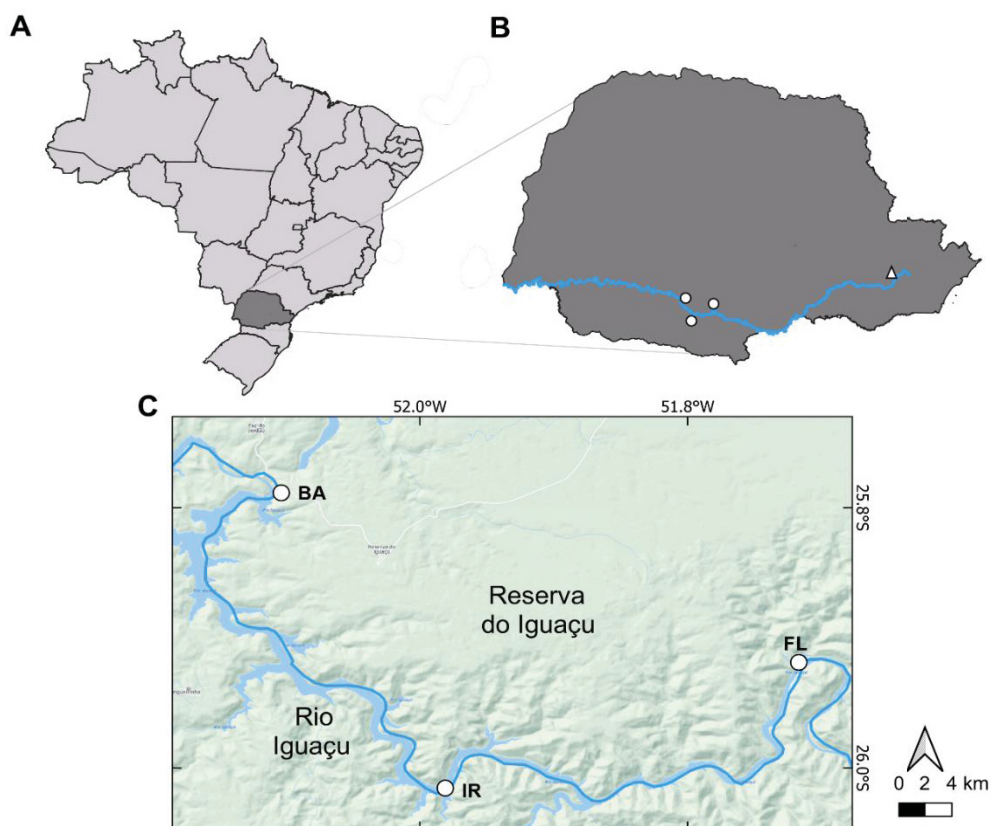 A
B
C
52.0°W
51.8°W
BA
25.8°S
Reserva
do Iguaçu
FL
Rio
Iguaçu
IR
26.0°S
0 2 4 km